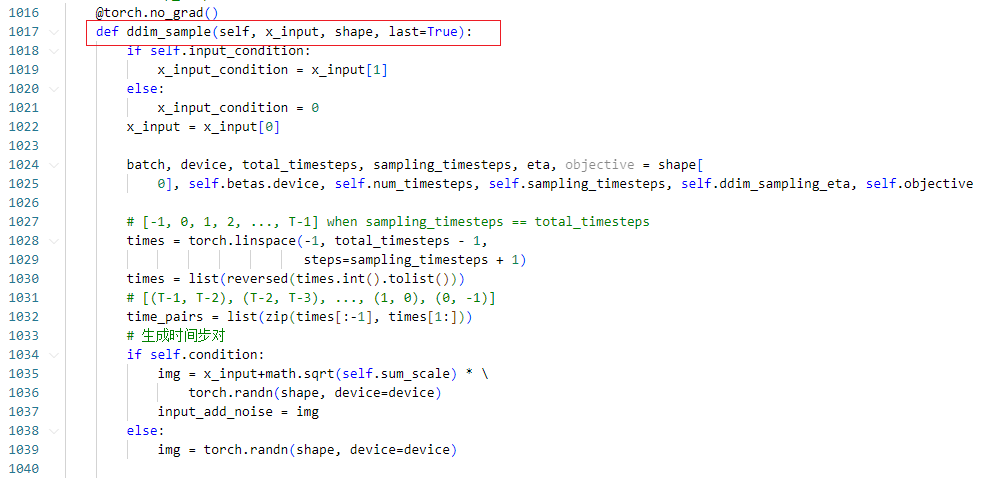 1016 @torch.no_grad()
1017 def ddim_sample(self, x_input, shape, last=True):
1018 if self.input_condition:
1019 x_input_condition = x_input[1]
1020 else:
1021 x_input_condition = 0
1022 x_input = x_input[0]
1023
1024 batch, device, total_timesteps, sampling_timesteps, eta, objective = shape[
1025 0], self.betas.device, self.num_timesteps, self.sampling_timesteps, self.ddim_sampling_eta, self.objective
1026
1027 # [-1, 0, 1, 2, ..., T-1] when sampling_timesteps == total_timesteps
1028 times = torch.linspace(-1, total_timesteps - 1,
1029 steps=sampling_timesteps + 1)
1030 times = list(reversed(times.int().tolist()))
1031 # [(T-1, T-2), (T-2, T-3), ..., (1, 0), (0, -1)]
1032 time_pairs = list(zip(times[:-1], times[1:]))
1033 # 生成时间步对
1034 if self.condition:
1035 img = x_input+math.sqrt(self.sum_scale) * \
1036 torch.randn(shape, device=device)
1037 input_add_noise = img
1038 else:
1039 img = torch.randn(shape, device=device)
1040